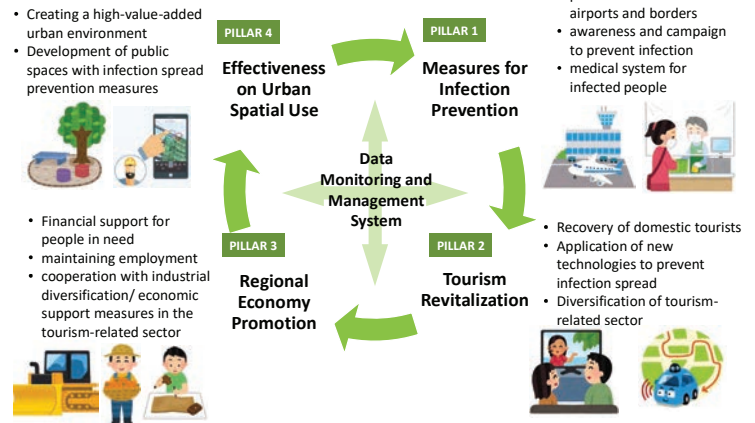 • Creating a high-value-added
urban environment
• Development of public
spaces with infection spread
prevention measures
PILLAR 4
Effectiveness
on Urban
Spatial Use
PILLAR 1
Measures for
Infection
Prevention
airports and borders
• awareness and campaign
to prevent infection
• medical system for
infected people
Data
Monitoring and
Management
System
• Financial support for
people in need
• maintaining employment
• cooperation with industrial
diversification/ economic
support measures in the
tourism-related sector
PILLAR 3
Regional
Economy
Promotion
PILLAR 2
Tourism
Revitalization
• Recovery of domestic tourists
• Application of new
technologies to prevent
infection spread
• Diversification of tourism-
related sector